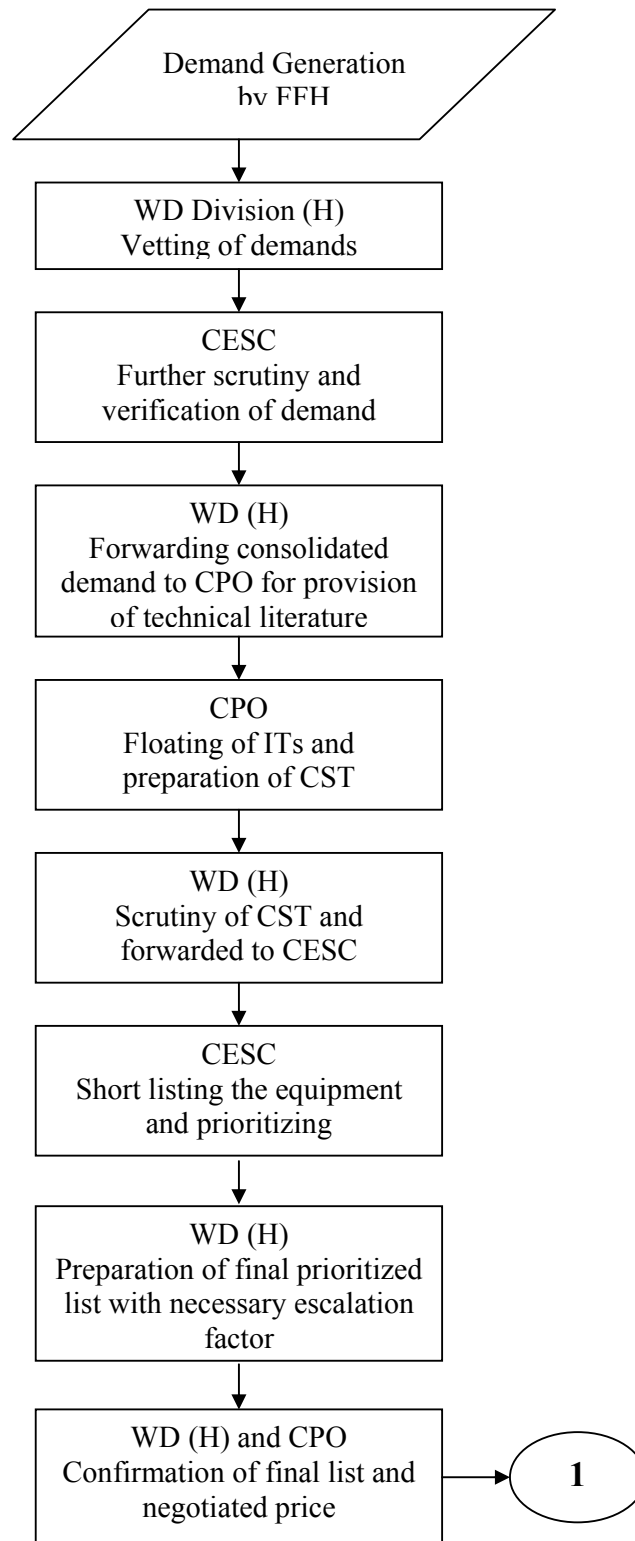 Demand Generation
by FFH
WD Division (H)
Vetting of demands
CESC
Further scrutiny and
verification of demand
WD (H)
Forwarding consolidated
demand to CPO for provision
of technical literature
CPO
Floating of ITs and
preparation of CST
WD (H)
Scrutiny of CST and
forwarded to CESC
CESC
Short listing the equipment
and prioritizing
WD (H)
Preparation of final prioritized
list with necessary escalation
factor
WD (H) and CPO
Confirmation of final list and
negotiated price
1